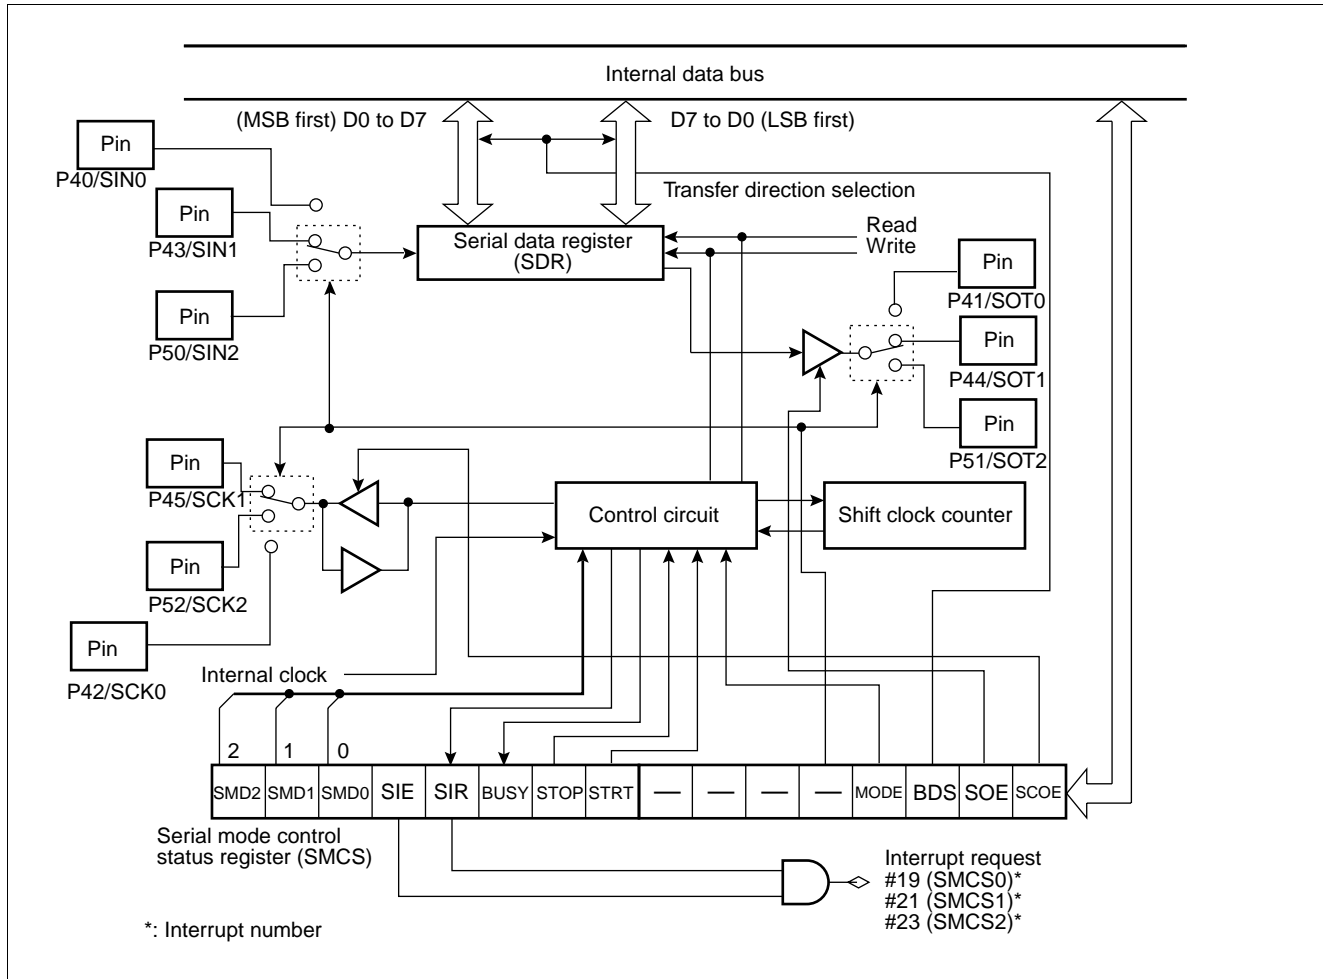 Internal data bus
(MSB first) D0 to D7
D7 to D0 (LSB first)
Pin
P40/SIN0
Transfer direction selection
Pin
P43/SIN1
Serial data register
(SDR)
Read
Write
Pin
P41/SOT0
Pin
P50/SIN2
Pin
P44/SOT1
Pin
P51/SOT2
Pin
P45/SCK1
Control circuit
Shift clock counter
Pin
P52/SCK2
Pin
P42/SCK0
Internal clock
2 1 0
SMD2 SMD1 SMD0 SIE SIR BUSY STOP STRT — — — — MODE BDS SOE SCOE
Serial mode control
status register (SMCS)
Interrupt request
#19 (SMCS0)*
#21 (SMCS1)*
#23 (SMCS2)*
*: Interrupt number